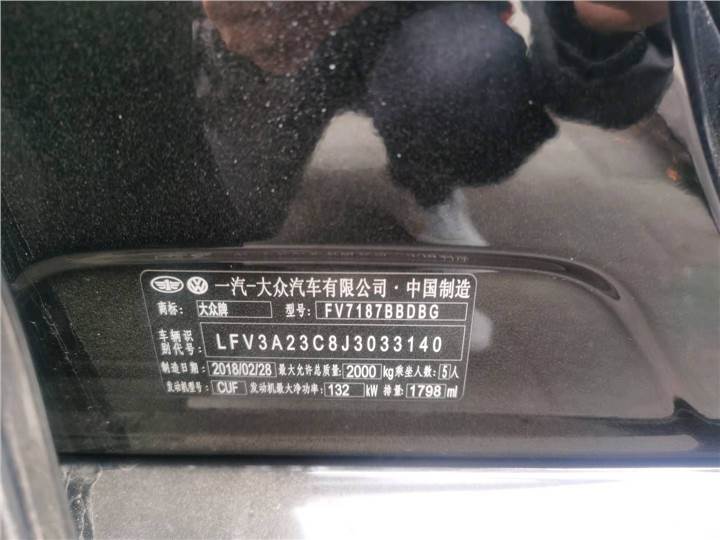 一汽-大众汽车有限公司·中国制造
商标: 大众牌 型号: FV7187BBDBG
车辆识别代号: LFV3A23C8J3033140
制造日期: 2018/02/28 最大允许总质量: 2000 kg 乘坐人数: 5 人
发动机型号: CUF 发动机最大净功率: 132 kW 排量: 1798 ml